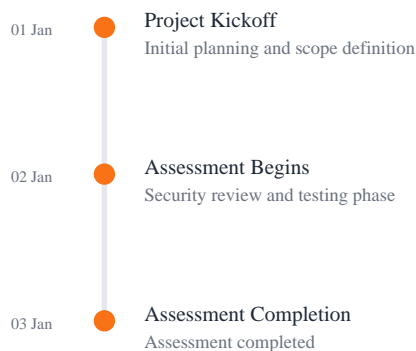 01 Jan
Project Kickoff
Initial planning and scope definition
02 Jan
Assessment Begins
Security review and testing phase
03 Jan
Assessment Completion
Assessment completed